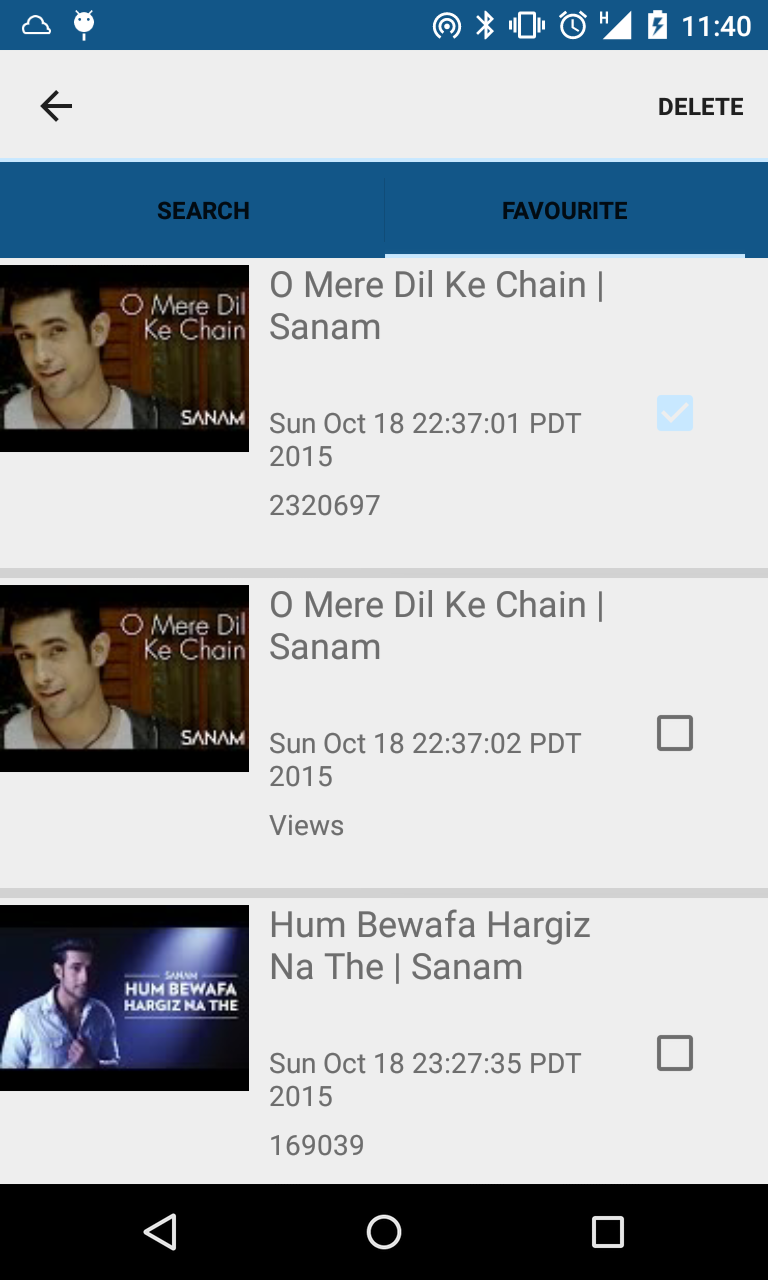 H 11:40
DELETE
SEARCH FAVOURITE
O Mere Dil
Ke Chain
SANAM
O Mere Dil Ke Chain |
Sanam
Sun Oct 18 22:37:01 PDT
2015
2320697
O Mere Dil
Ke Chain
SANAM
O Mere Dil Ke Chain |
Sanam
Sun Oct 18 22:37:02 PDT
2015
Views
SANAM
HUM BEWAFA
HARGIZ NA THE
Hum Bewafa Hargiz
Na The | Sanam
Sun Oct 18 23:27:35 PDT
2015
169039